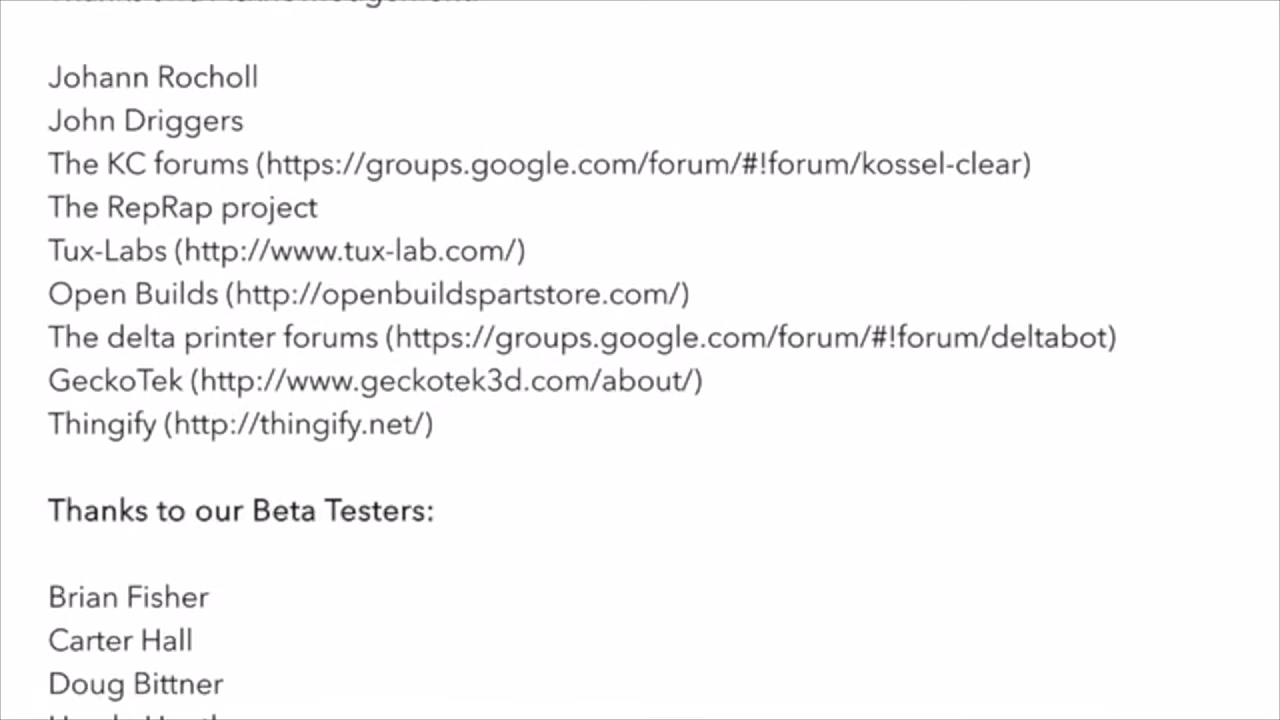 Johann Rocholl
John Driggers
The KC forums (https://groups.google.com/forum/#!forum/kossel-clear)
The RepRap project
Tux-Labs (http://www.tux-lab.com/)
Open Builds (http://openbuildspartstore.com/)
The delta printer forums (https://groups.google.com/forum/#!forum/deltabot)
GeckoTek (http://www.geckotek3d.com/about/)
Thingify (http://thingify.net/)
Thanks to our Beta Testers:
Brian Fisher
Carter Hall
Doug Bittner